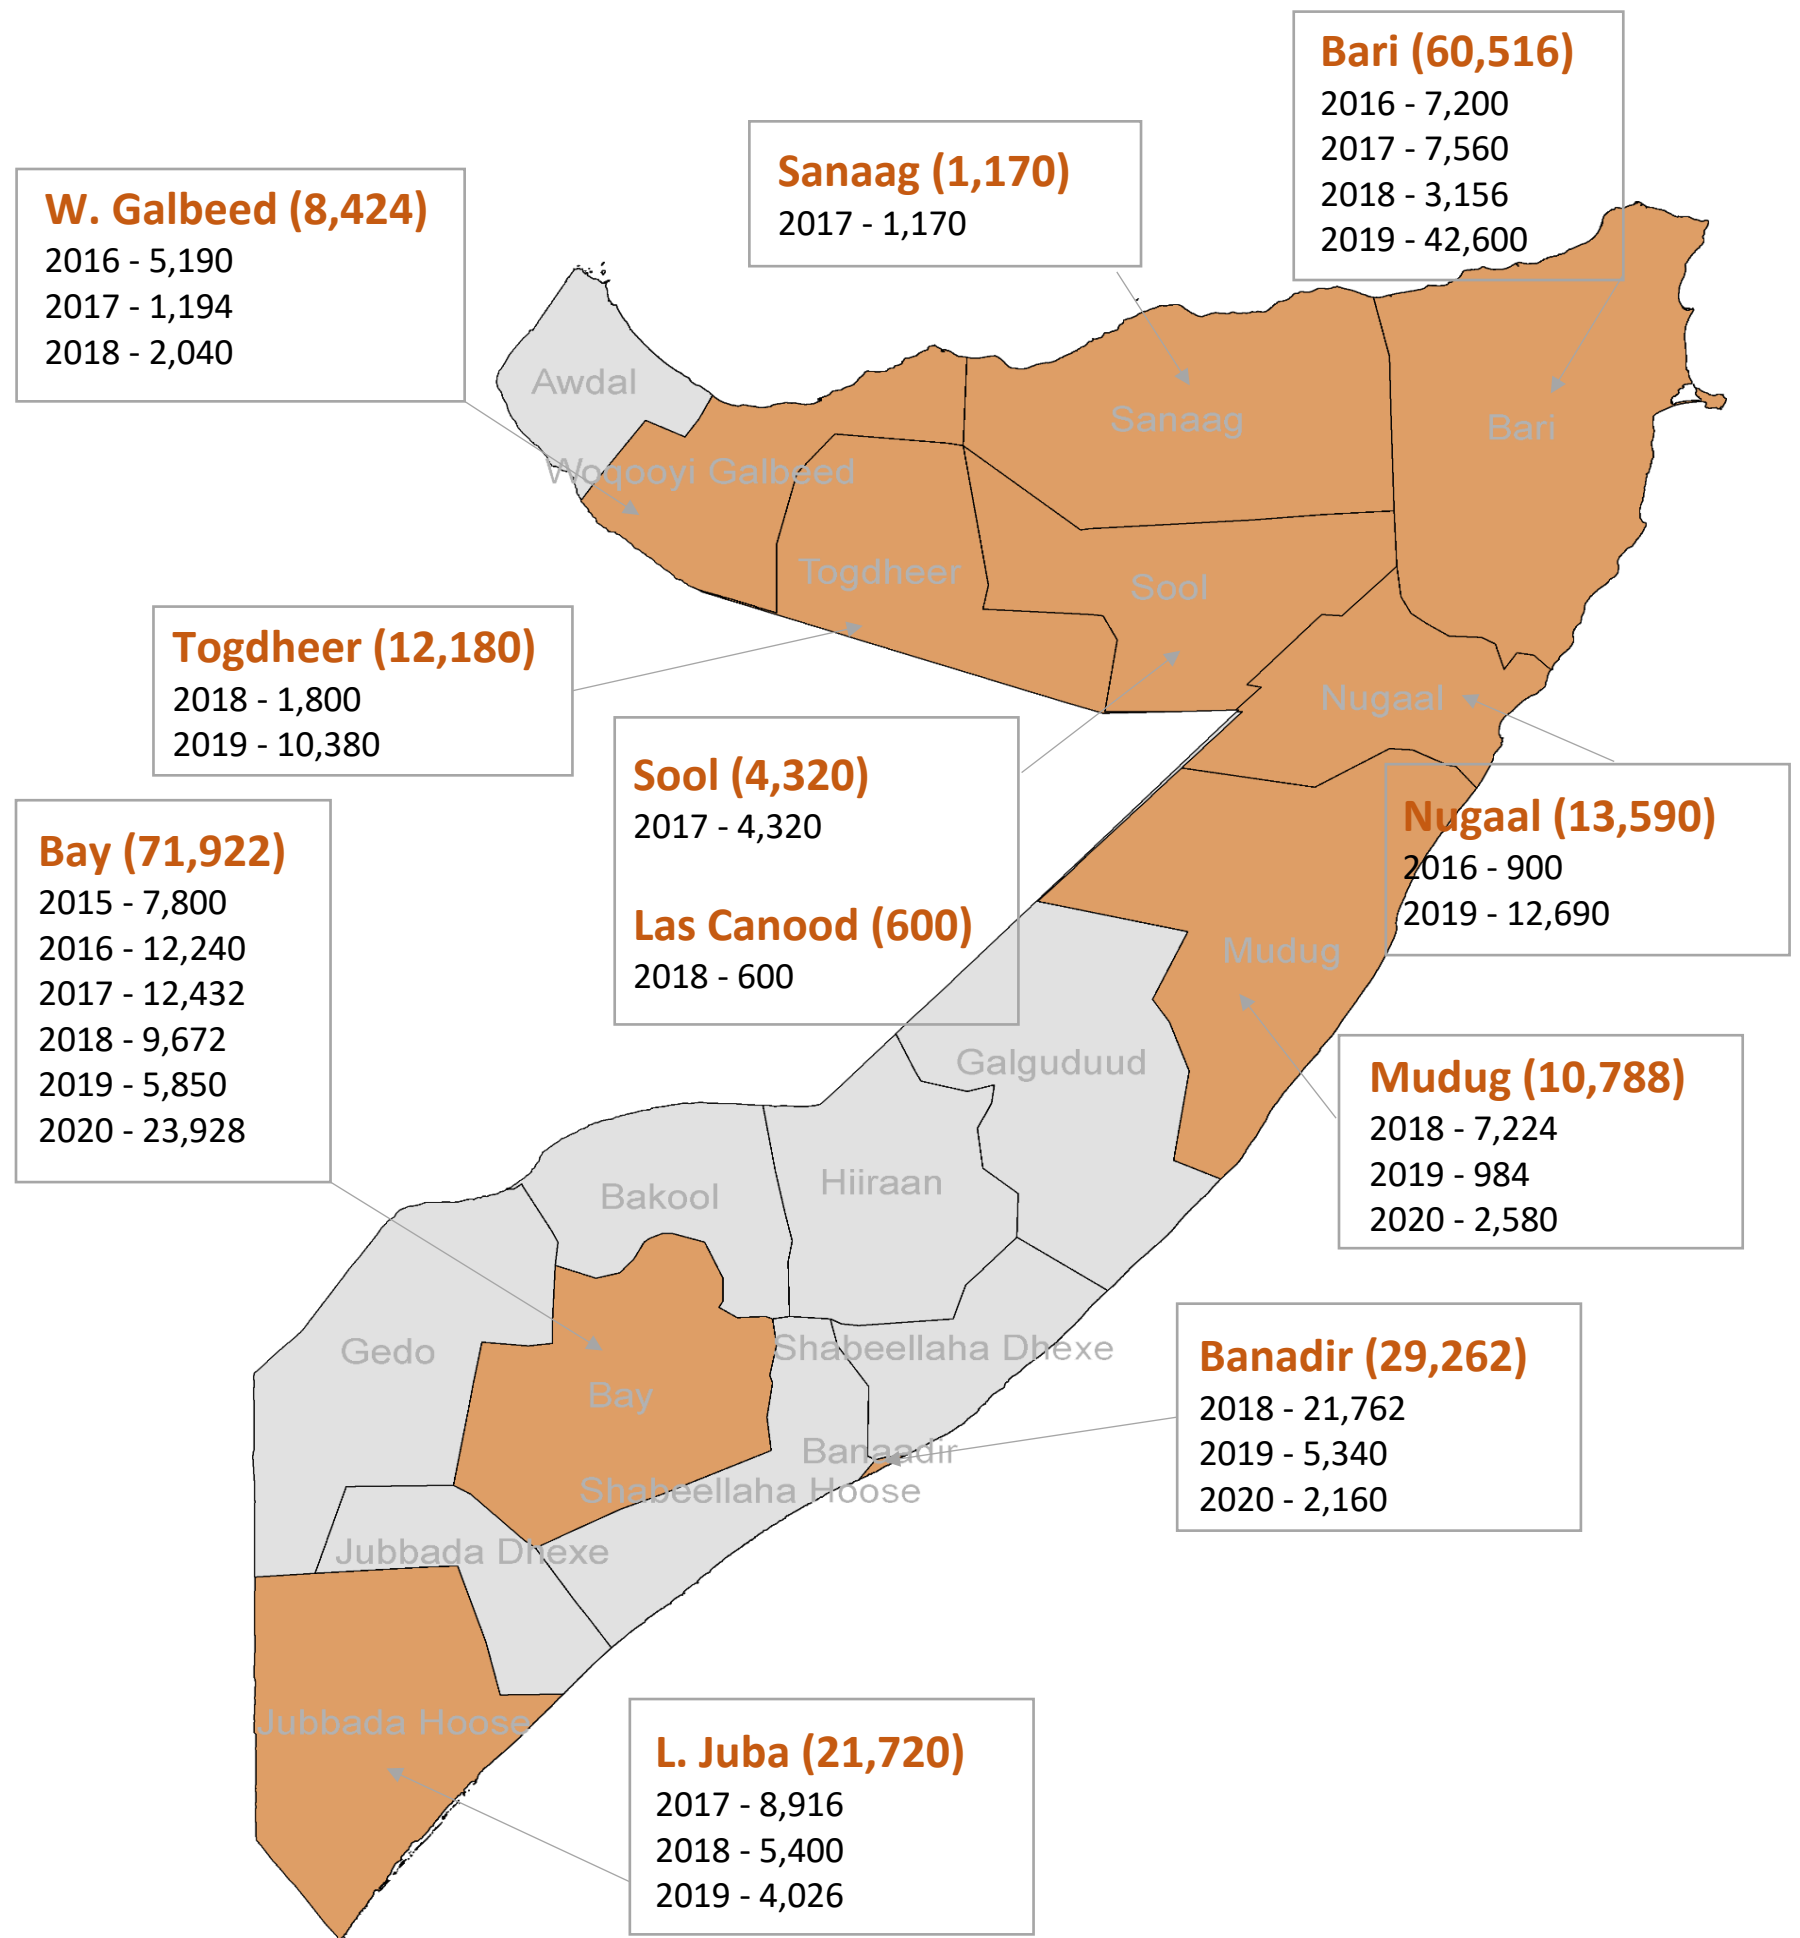 Bari (60,516)
2016 - 7,200
2017 - 7,560
2018 - 3,156
2019 - 42,600
Sanaag (1,170)
2017 - 1,170
W. Galbeed (8,424)
2016 - 5,190
2017 - 1,194
2018 - 2,040
Awdal
Sanaag
Bari
Woqooyi Galbeed
Togdheer
Sool
Togdheer (12,180)
2018 - 1,800
2019 - 10,380
Nugaal
Sool (4,320)
2017 - 4,320
Las Canood (600)
2018 - 600
Nugaal (13,590)
2016 - 900
2019 - 12,690
Bay (71,922)
2015 - 7,800
2016 - 12,240
2017 - 12,432
2018 - 9,672
2019 - 5,850
2020 - 23,928
Mudug
Galguduud
Mudug (10,788)
2018 - 7,224
2019 - 984
2020 - 2,580
Hiiraan
Bakool
Gedo
Shabeellaha Dhexe
Bay
Banadir (29,262)
2018 - 21,762
2019 - 5,340
2020 - 2,160
Banaadir
Shabeellaha Hoose
Jubbada Dhexe
Jubbada Hoose
L. Juba (21,720)
2017 - 8,916
2018 - 5,400
2019 - 4,026